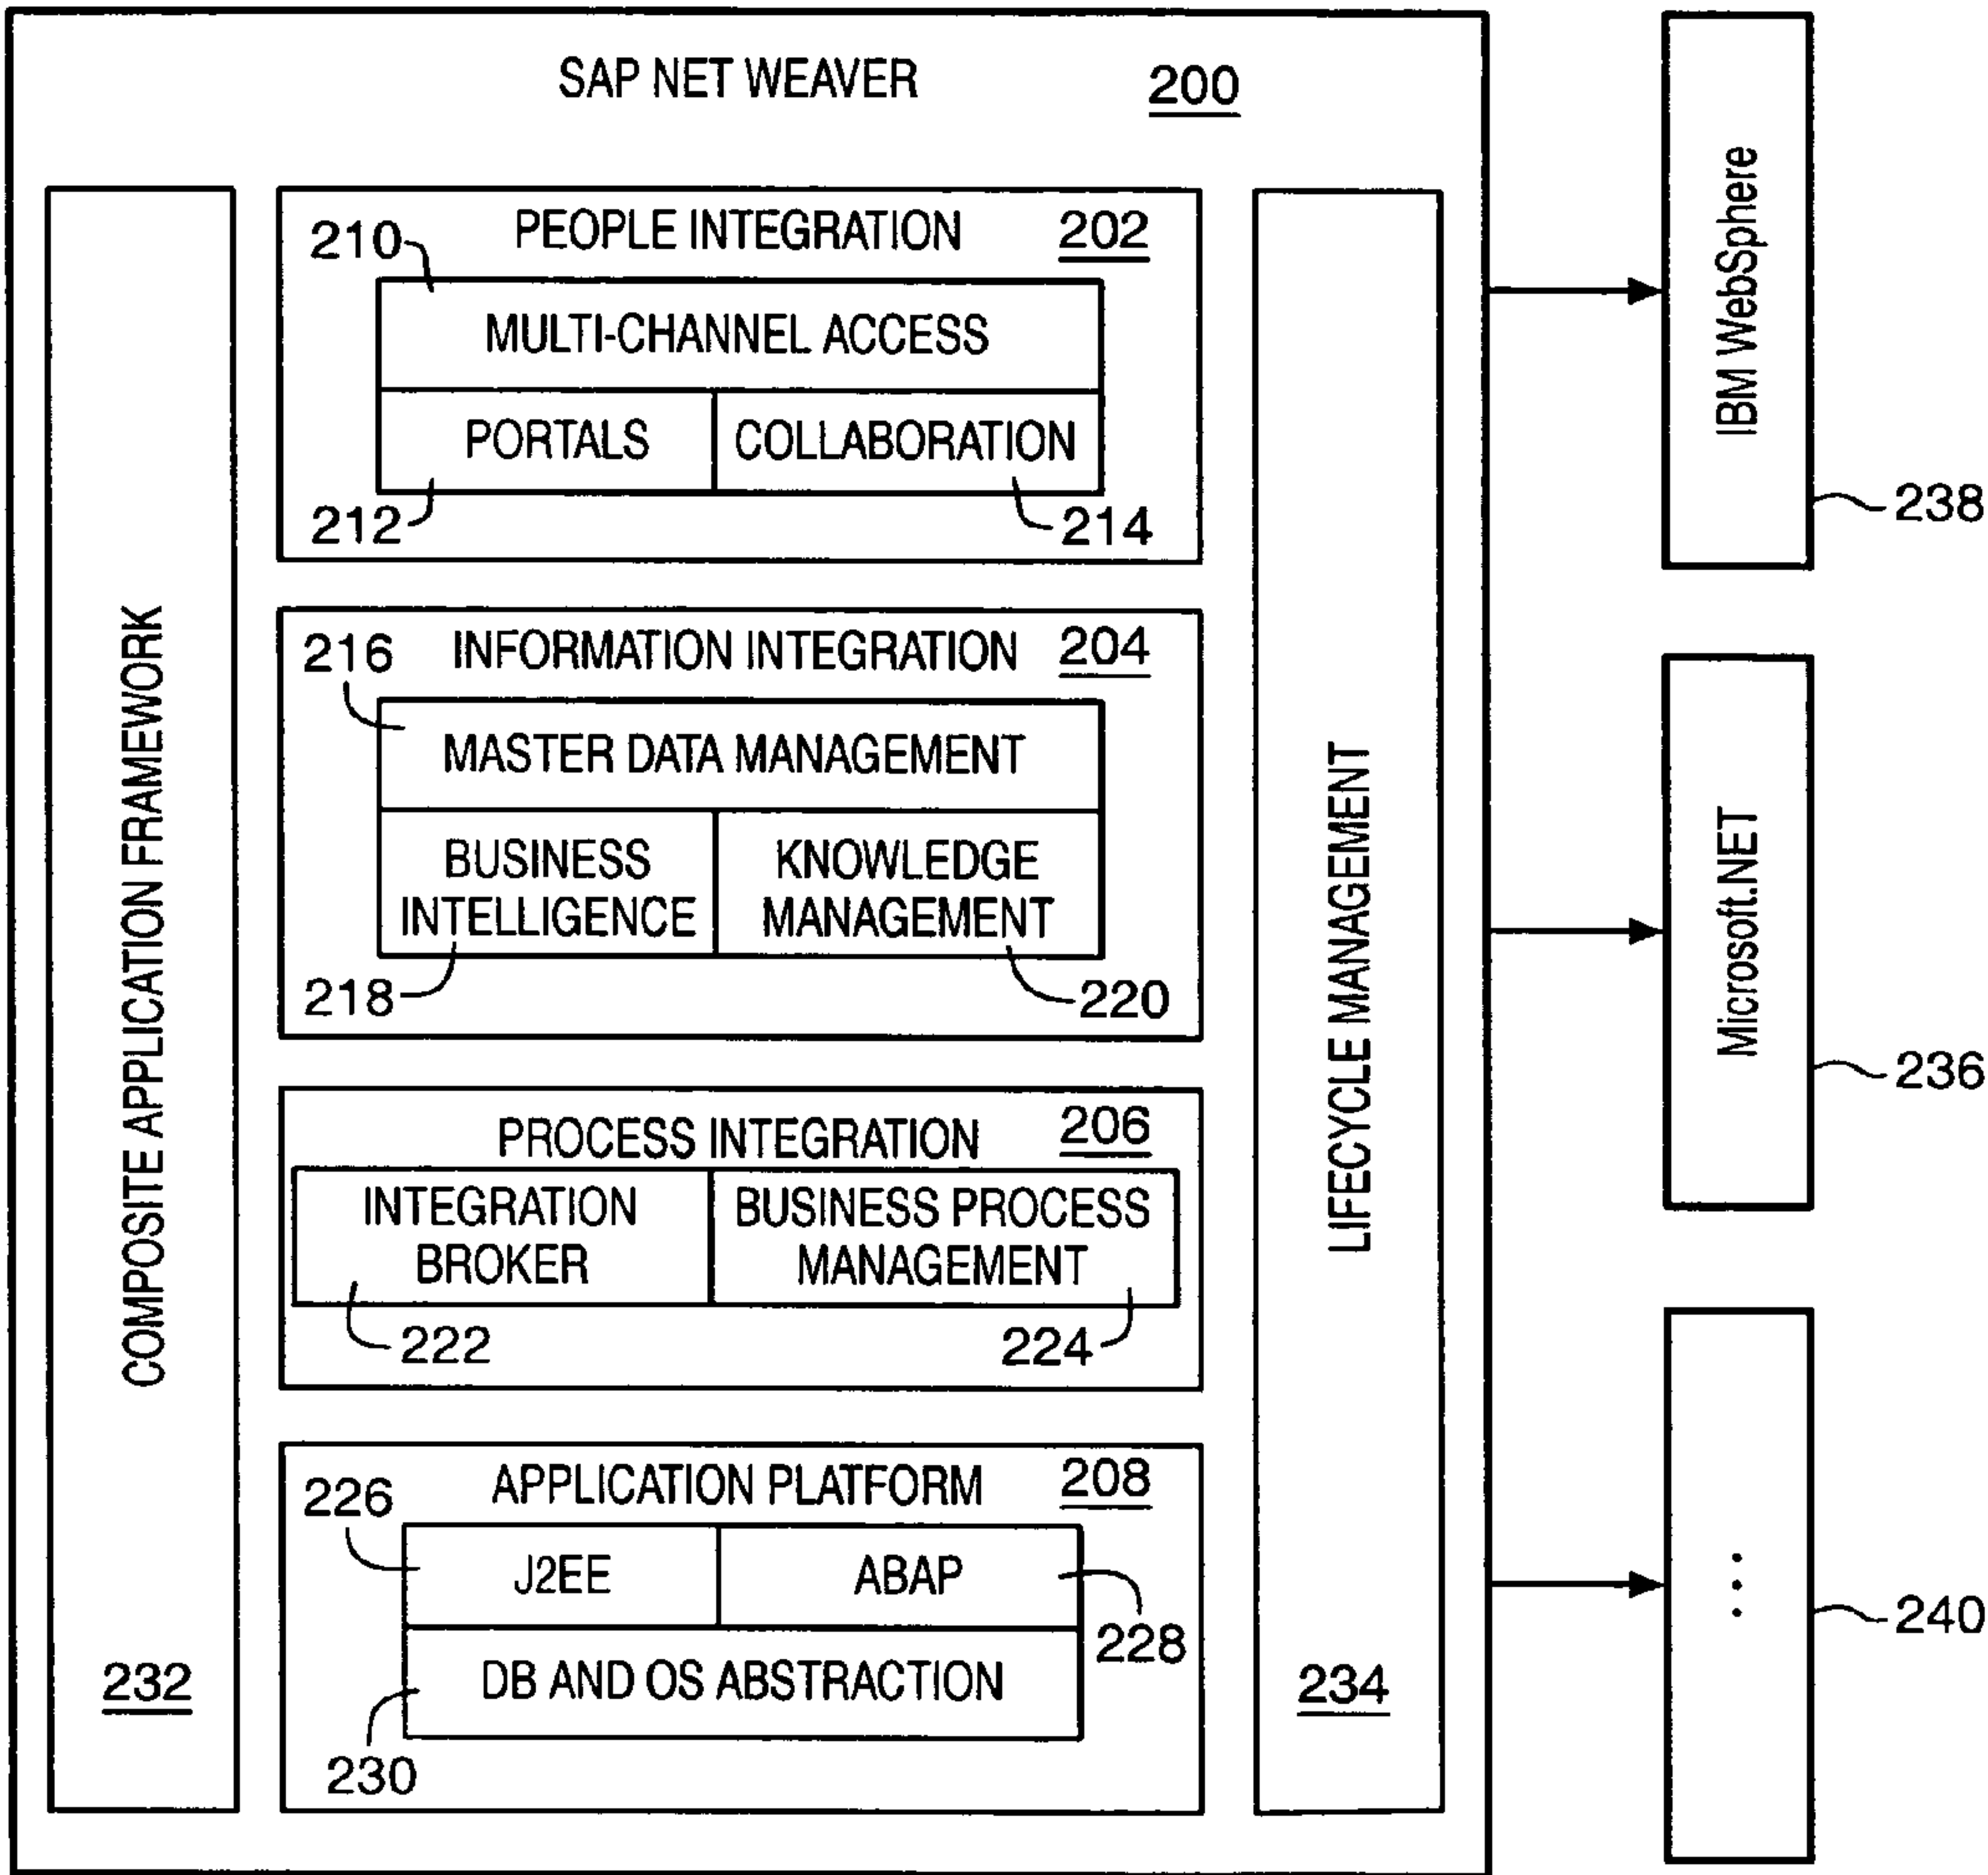 SAP NET WEAVER 200
COMPOSITE APPLICATION FRAMEWORK
232
PEOPLE INTEGRATION 202
210
MULTI-CHANNEL ACCESS
PORTALS COLLABORATION
212 214
INFORMATION INTEGRATION 204
216
MASTER DATA MANAGEMENT
BUSINESS
INTELLIGENCE
KNOWLEDGE
MANAGEMENT
218 220
PROCESS INTEGRATION 206
INTEGRATION
BROKER
BUSINESS PROCESS
MANAGEMENT
222 224
APPLICATION PLATFORM 208
226
J2EE ABAP
228
DB AND OS ABSTRACTION
230
LIFECYCLE MANAGEMENT
234
IBM WebSphere
238
Microsoft.NET
236
...
240